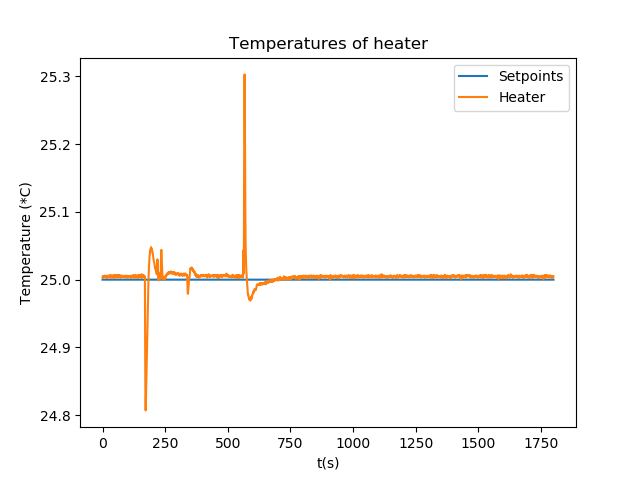 Temperatures of heater
Setpoints
Heater
25.3
25.2
25.1
25.0
24.9
24.8
Temperature (*C)
0 250 500 750 1000 1250 1500 1750
t(s)